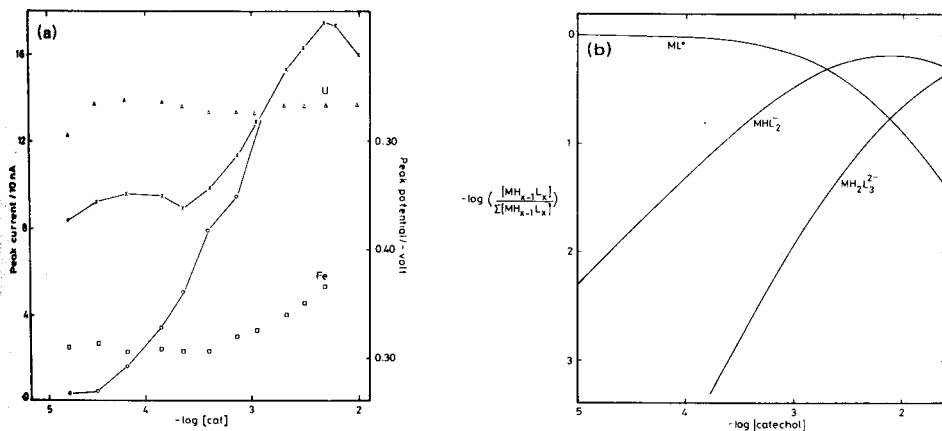 (a)
16
12
8
4
0
Peak current/10 nA
U
Fe
0.30
0.40
0.30
Peak potential/- volt
5
4
3
2
-log [cat]
(b)
0
1
2
3
-log ( [MHₓ₋₁Lₓ] / Σ[MHₓ₋₁Lₓ] )
ML°
MHL₂⁻
MH₂L₃²⁻
5
4
3
2
-log [catechol]